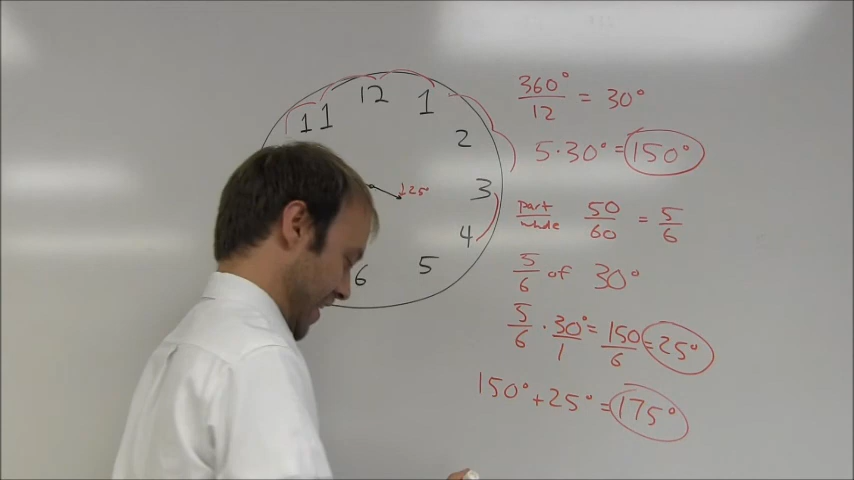 12
11
1
2
3
4
5
6
25°
360°/12 = 30°
5·30° = 150°
part/whole 50/60 = 5/6
5/6 of 30°
5/6 · 30°/1 = 150/6 = 25°
150° + 25° = 175°